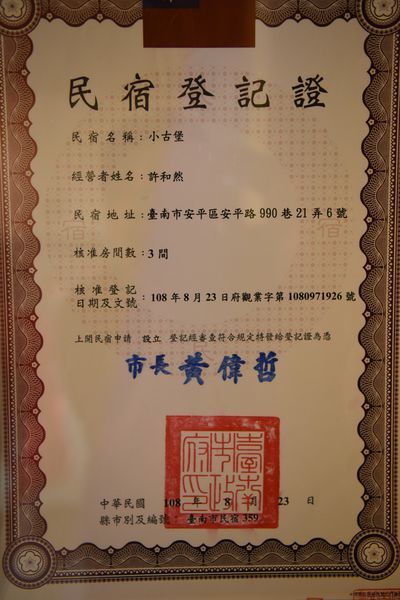 民宿登記證
民宿名稱：小古堡
經營者姓名：許和然
民宿地址：臺南市安平區安平路990巷21弄6號
核准房間數：3間
核准登記
日期及文號：108年8月23日府觀業字第1080971926號
上開民宿申請 設立 登記經審查符合規定特發給登記證為憑
市長黃偉哲
臺南市政府印
中華民國 108 年 8 月 23 日
縣市別及編號：臺南市民宿359